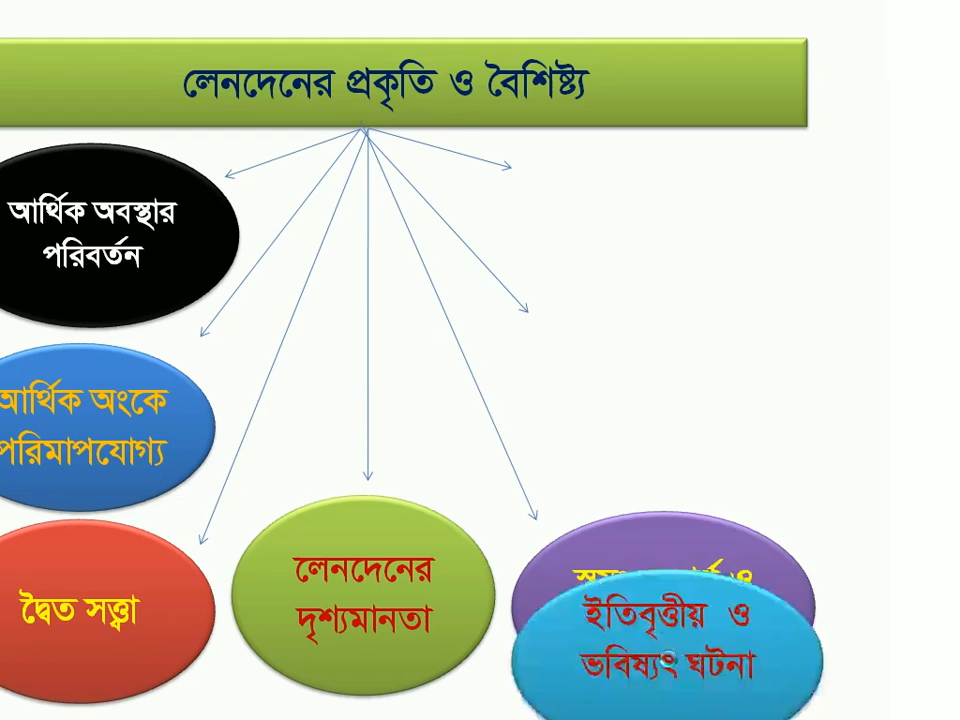 লেনদেনের প্রকৃতি ও বৈশিষ্ট্য
আর্থিক অবস্থার
পরিবর্তন
আর্থিক অংকে
পরিমাপযোগ্য
দ্বৈত সত্ত্বা
লেনদেনের
দৃশ্যমানতা
ও
ইতিবৃত্তীয় ও
ভবিষ্যৎ ঘটনা